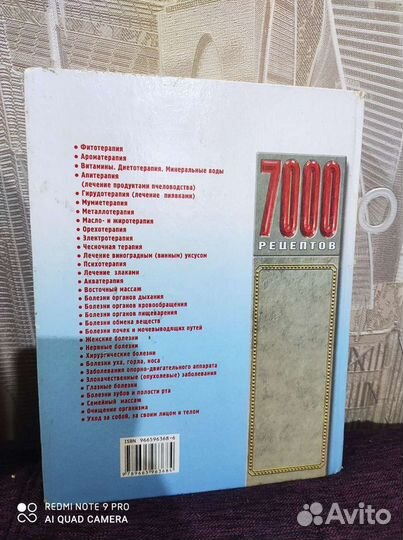 • Фитотерапия
• Ароматерапия
• Витамины. Диетотерапия. Минеральные воды
• Апитерапия
(лечение продуктами пчеловодства)
• Гирудотерапия (лечение пиявками)
• Мумиетерапия
• Металлотерапия
• Масло- и жиротерапия
• Орехотерапия
• Электротерапия
• Чесночная терапия
• Лечение виноградным (винным) уксусом
• Психотерапия
• Лечение злаками
• Акватерапия
• Восточный массаж
• Болезни органов дыхания
• Болезни органов кровообращения
• Болезни органов пищеварения
• Болезни обмена веществ
• Болезни почек и мочевыводящих путей
• Женские болезни
• Нервные болезни
• Хирургические болезни
• Болезни уха, горла, носа
• Заболевания опорно-двигательного аппарата
• Злокачественные (опухолевые) заболевания
• Глазные болезни
• Болезни зубов и полости рта
• Семейный массаж
• Очищение организма
• Уход за собой, за своим лицом и телом
7000
РЕЦЕПТОВ
ISBN 966596368-6
9789665963684
REDMI NOTE 9 PRO
AI QUAD CAMERA
Avito